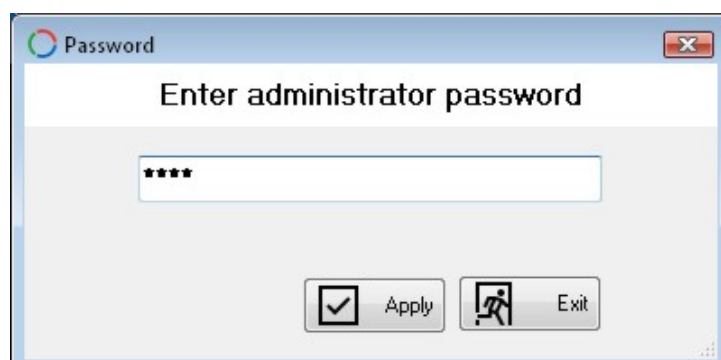 Password
Enter administrator password
****
Apply
Exit